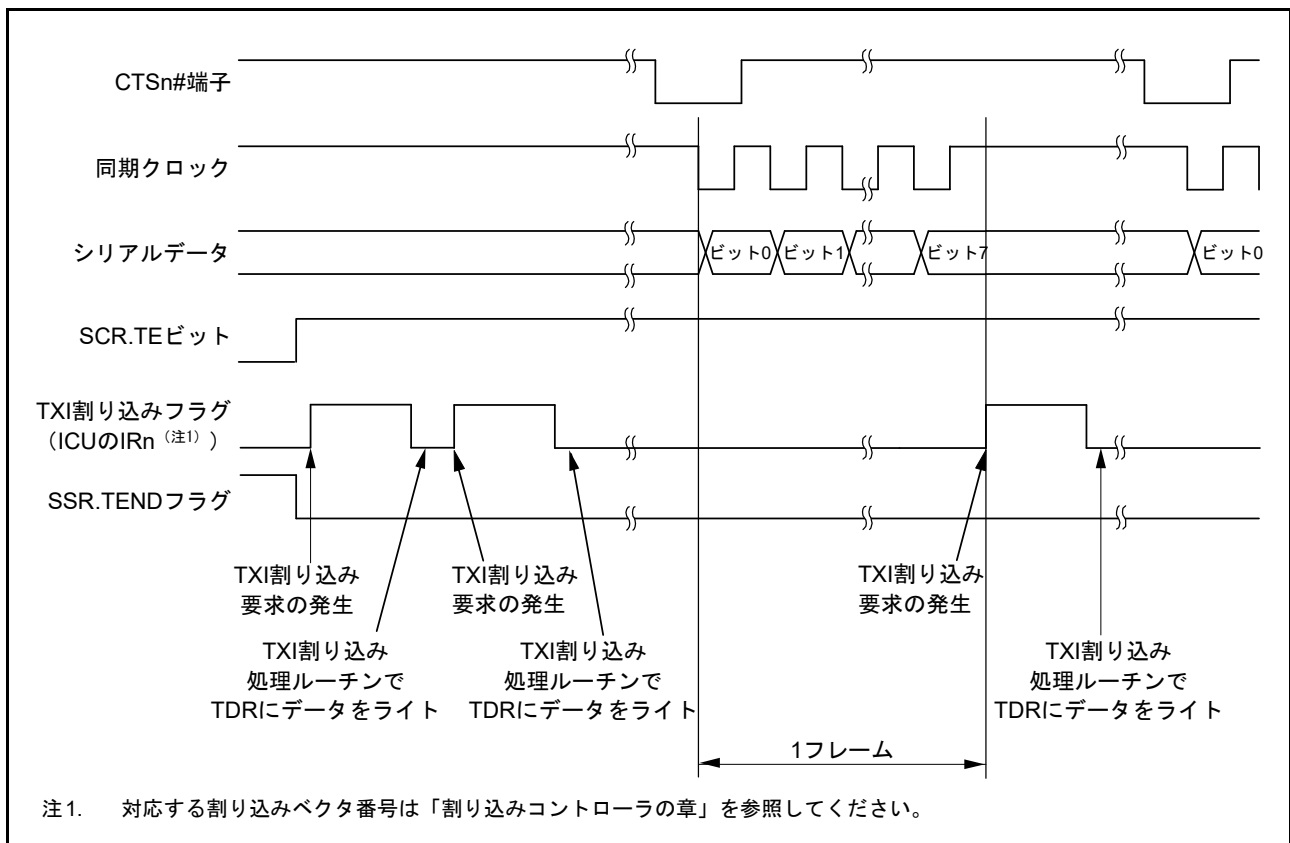 CTSn#端子
同期クロック
シリアルデータ
ビット0
ビット1
ビット7
ビット0
SCR.TEビット
TXI割り込みフラグ
（ICUのIRn（注1））
SSR.TENDフラグ
TXI割り込み
要求の発生
TXI割り込み
要求の発生
TXI割り込み
要求の発生
TXI割り込み
処理ルーチンで
TDRにデータをライト
TXI割り込み
処理ルーチンで
TDRにデータをライト
TXI割り込み
処理ルーチンで
TDRにデータをライト
1フレーム
注1. 対応する割り込みベクタ番号は「割り込みコントローラの章」を参照してください。